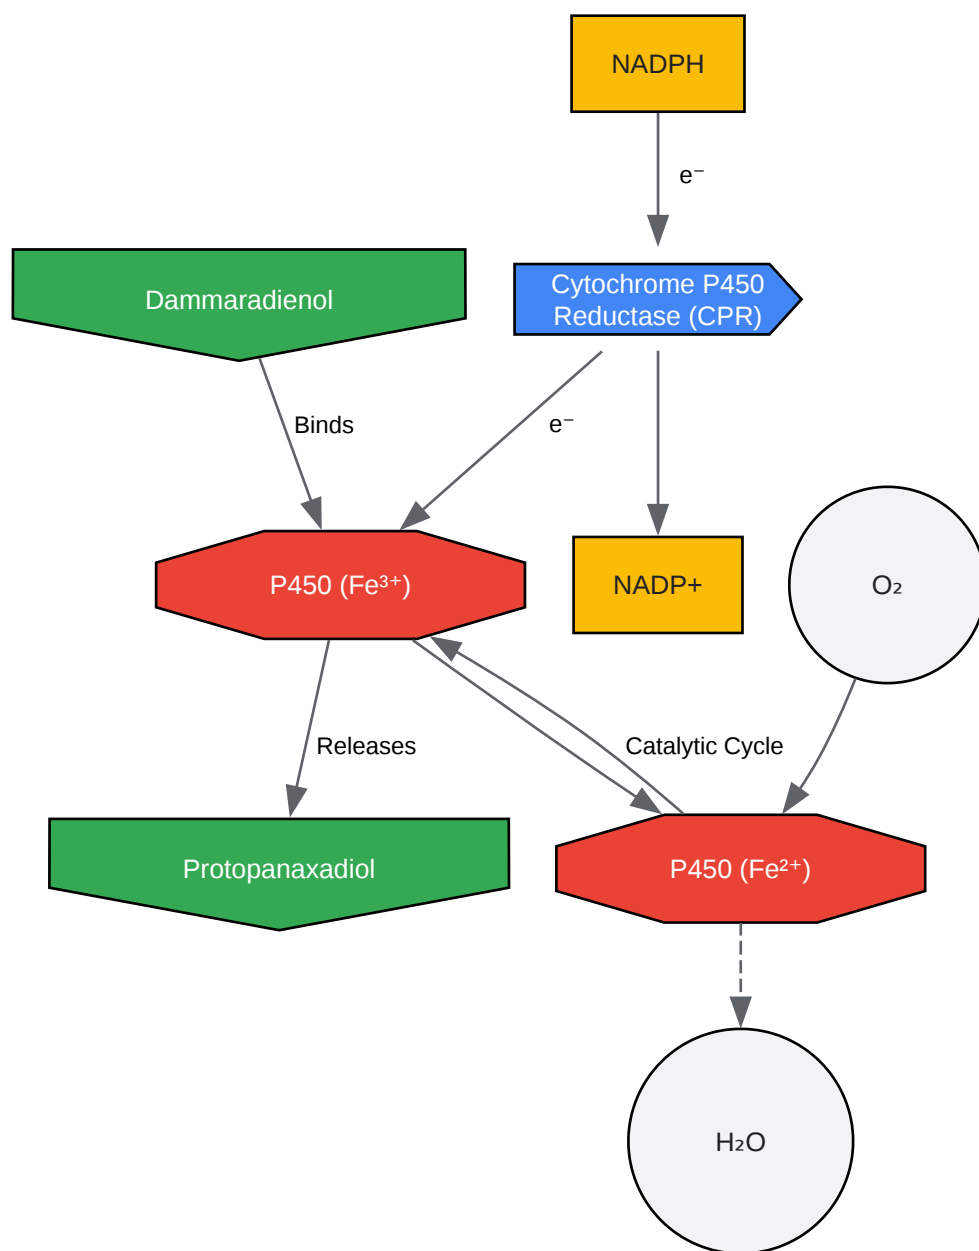 NADPH
e⁻
Dammaradienol
Cytochrome P450
Reductase (CPR)
Binds
e⁻
P450 (Fe³⁺)
NADP+
O₂
Releases
Catalytic Cycle
Protopanaxadiol
P450 (Fe²⁺)
H₂O